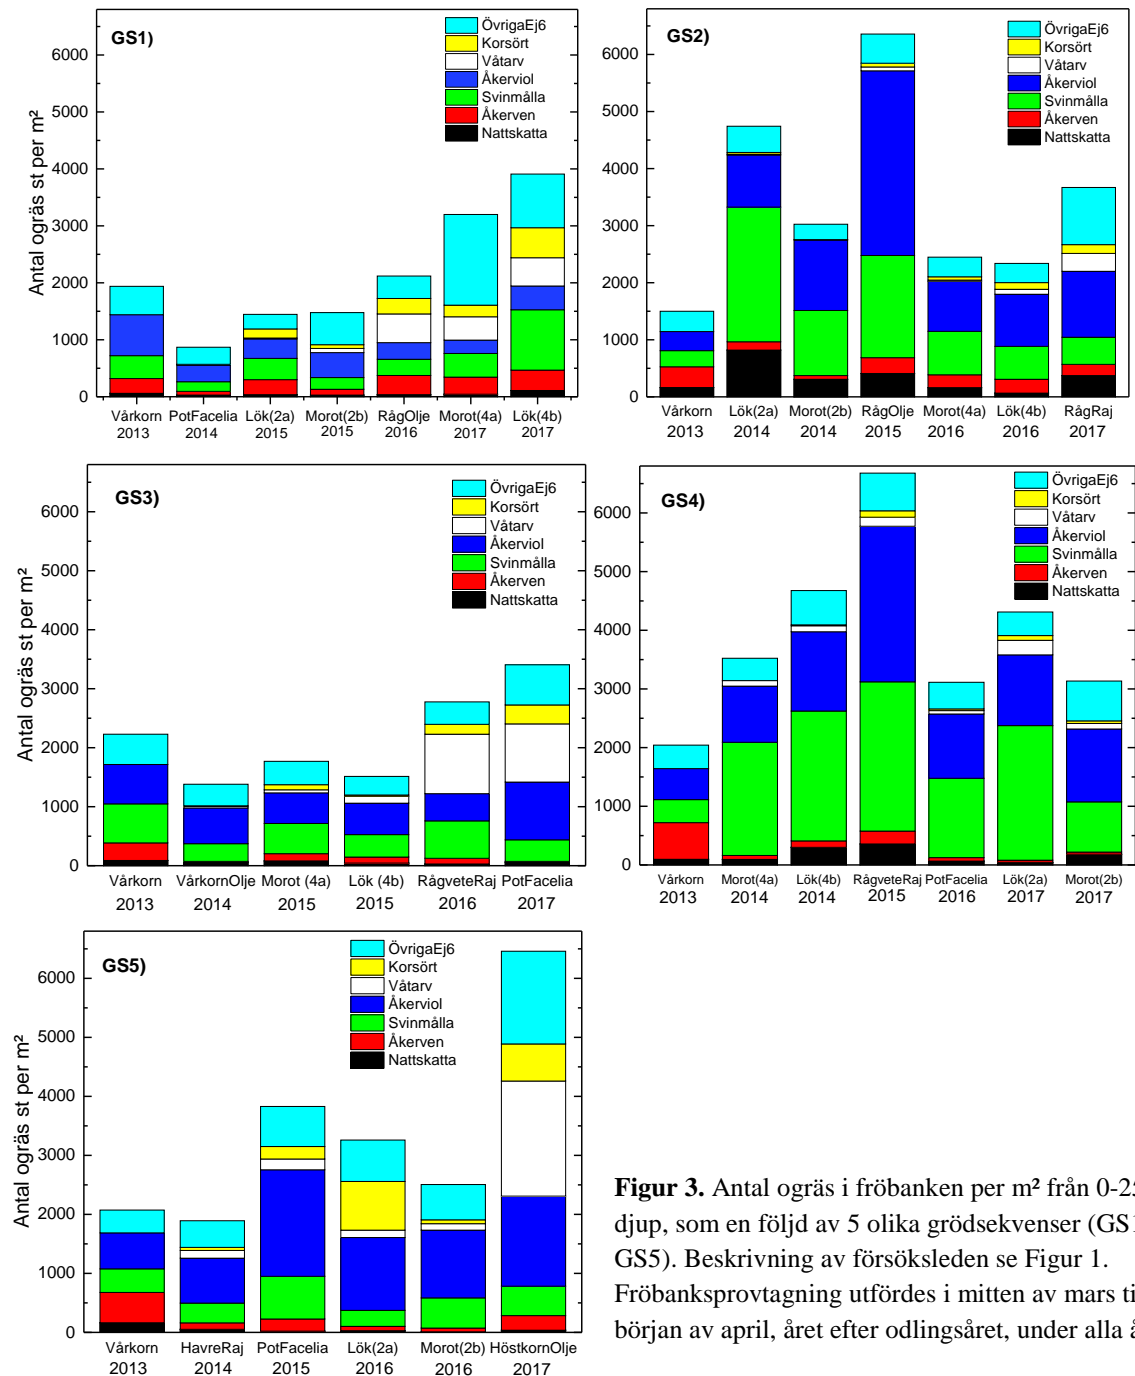 GS1)
ÖvrigaEj6
Korsört
Våtarv
Åkerviol
Svinmålla
Åkerven
Nattskatta
Antal ogräs st per m²
6000
5000
4000
3000
2000
1000
0
Vårkorn PotFacelia Lök(2a) Morot(2b) RågOlje Morot(4a) Lök(4b)
2013 2014 2015 2015 2016 2017 2017
GS2)
ÖvrigaEj6
Korsört
Våtarv
Åkerviol
Svinmålla
Åkerven
Nattskatta
6000
5000
4000
3000
2000
1000
0
Vårkorn Lök(2a) Morot(2b) RågOlje Morot(4a) Lök(4b) RågRaj
2013 2014 2014 2015 2016 2016 2017
GS3)
ÖvrigaEj6
Korsört
Våtarv
Åkerviol
Svinmålla
Åkerven
Nattskatta
Antal ogräs st per m²
6000
5000
4000
3000
2000
1000
0
Vårkorn VårkornOlje Morot (4a) Lök (4b) RågveteRaj PotFacelia
2013 2014 2015 2015 2016 2017
GS4)
ÖvrigaEj6
Korsört
Våtarv
Åkerviol
Svinmålla
Åkerven
Nattskatta
6000
5000
4000
3000
2000
1000
0
Vårkorn Morot(4a) Lök(4b) RågveteRaj PotFacelia Lök(2a) Morot(2b)
2013 2014 2014 2015 2016 2017 2017
GS5)
ÖvrigaEj6
Korsört
Våtarv
Åkerviol
Svinmålla
Åkerven
Nattskatta
Antal ogräs st per m²
6000
5000
4000
3000
2000
1000
0
Vårkorn HavreRaj PotFacelia Lök(2a) Morot(2b) HöstkornOlje
2013 2014 2015 2016 2016 2017
Figur 3. Antal ogräs i fröbanken per m² från 0-25
djup, som en följd av 5 olika grödsekvenser (GS1
GS5). Beskrivning av försöksleden se Figur 1.
Fröbanksprovtagning utfördes i mitten av mars ti
början av april, året efter odlingsåret, under alla